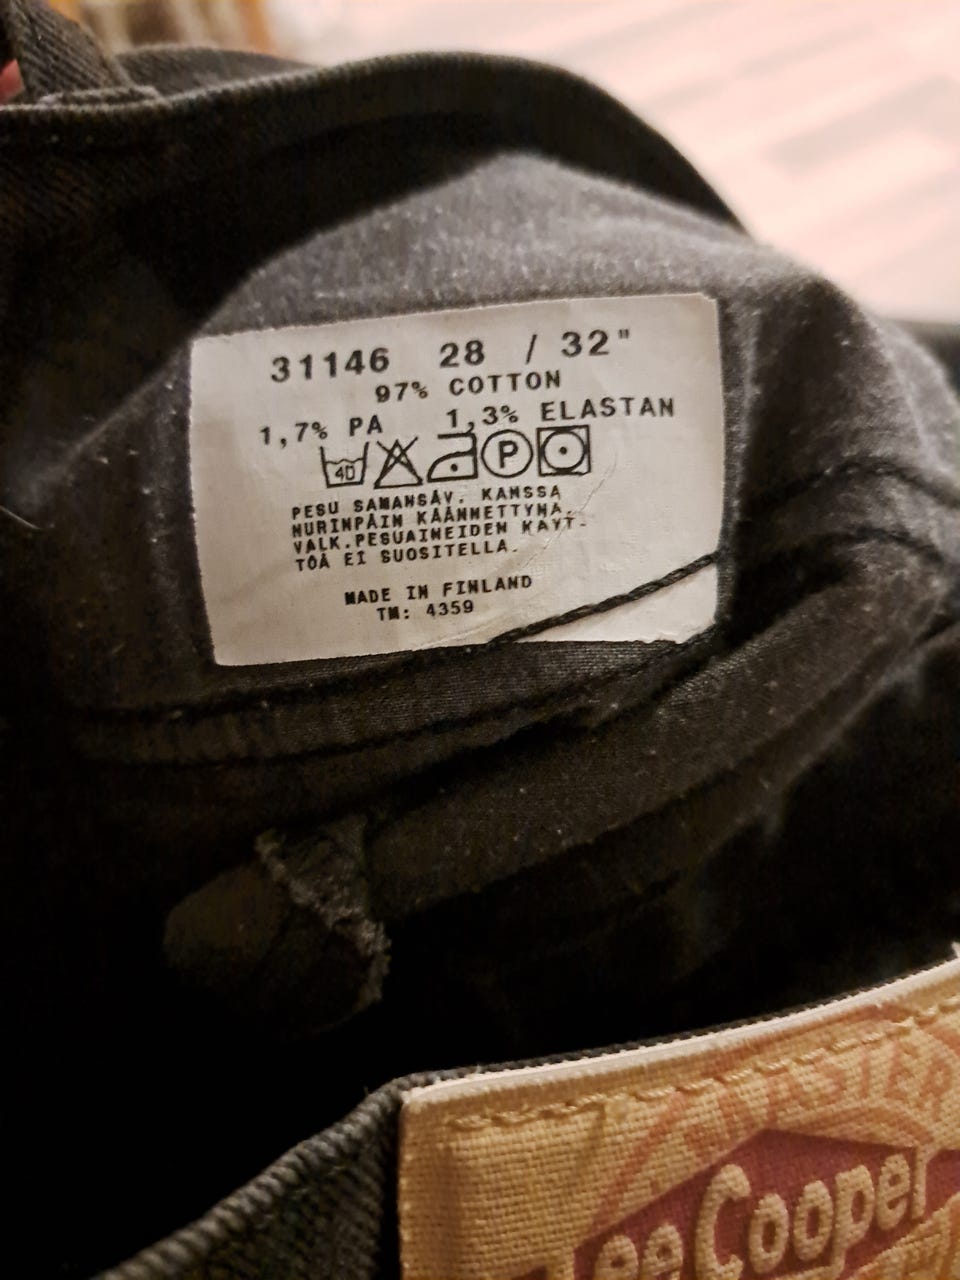 31146 28 / 32"
97% COTTON
1,7% PA 1,3% ELASTAN
40 P
PESU SAMANSÄV. KANSSA
NURINPÄIN KÄÄNNETTYNÄ.
VALK.PESUAINEIDEN KÄYT-
TÖÄ EI SUOSITELLA.
MADE IN FINLAND
TM: 4359
Cooper